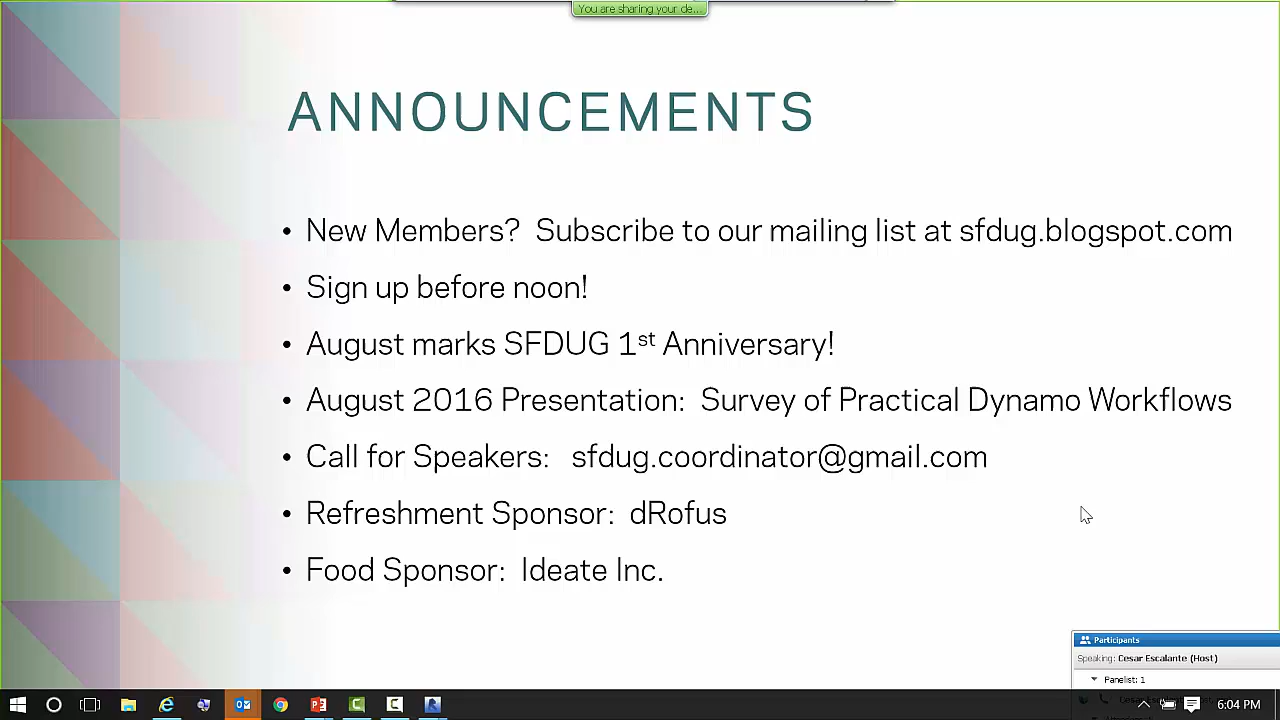 You are sharing your de...
ANNOUNCEMENTS
• New Members?  Subscribe to our mailing list at sfdug.blogspot.com
• Sign up before noon!
• August marks SFDUG 1st Anniversary!
• August 2016 Presentation:  Survey of Practical Dynamo Workflows
• Call for Speakers:  sfdug.coordinator@gmail.com
• Refreshment Sponsor:  dRofus
• Food Sponsor:  Ideate Inc.
Participants
Speaking: Cesar Escalante (Host)
Panelist: 1
6:04 PM